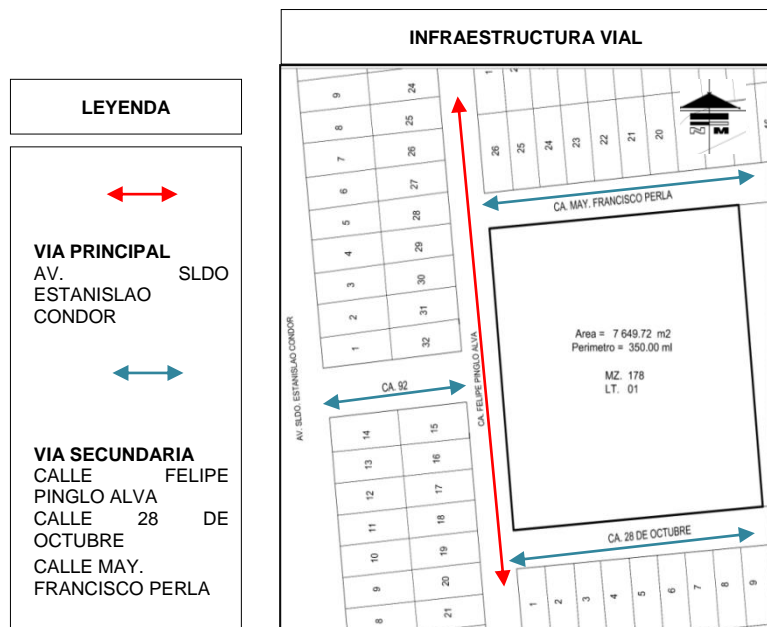 INFRAESTRUCTURA VIAL
LEYENDA
VIA PRINCIPAL
AV. SLDO
ESTANISLAO
CONDOR
VIA SECUNDARIA
CALLE FELIPE
PINGLO ALVA
CALLE 28 DE
OCTUBRE
CALLE MAY.
FRANCISCO PERLA
9
8
7
6
5
4
3
2
1
24
25
26
27
28
29
30
31
32
CA. 92
AV. SLDO. ESTANISLAO CONDOR
14
13
12
11
10
9
8
15
16
17
18
19
20
21
CA. FELIPE PINGLO ALVA
1
26
25
24
23
22
21
20
N M
CA. MAY. FRANCISCO PERLA
Area = 7 649.72 m2
Perimetro = 350.00 ml
MZ. 178
LT. 01
CA. 28 DE OCTUBRE
1
2
3
4
5
6
7
8
9